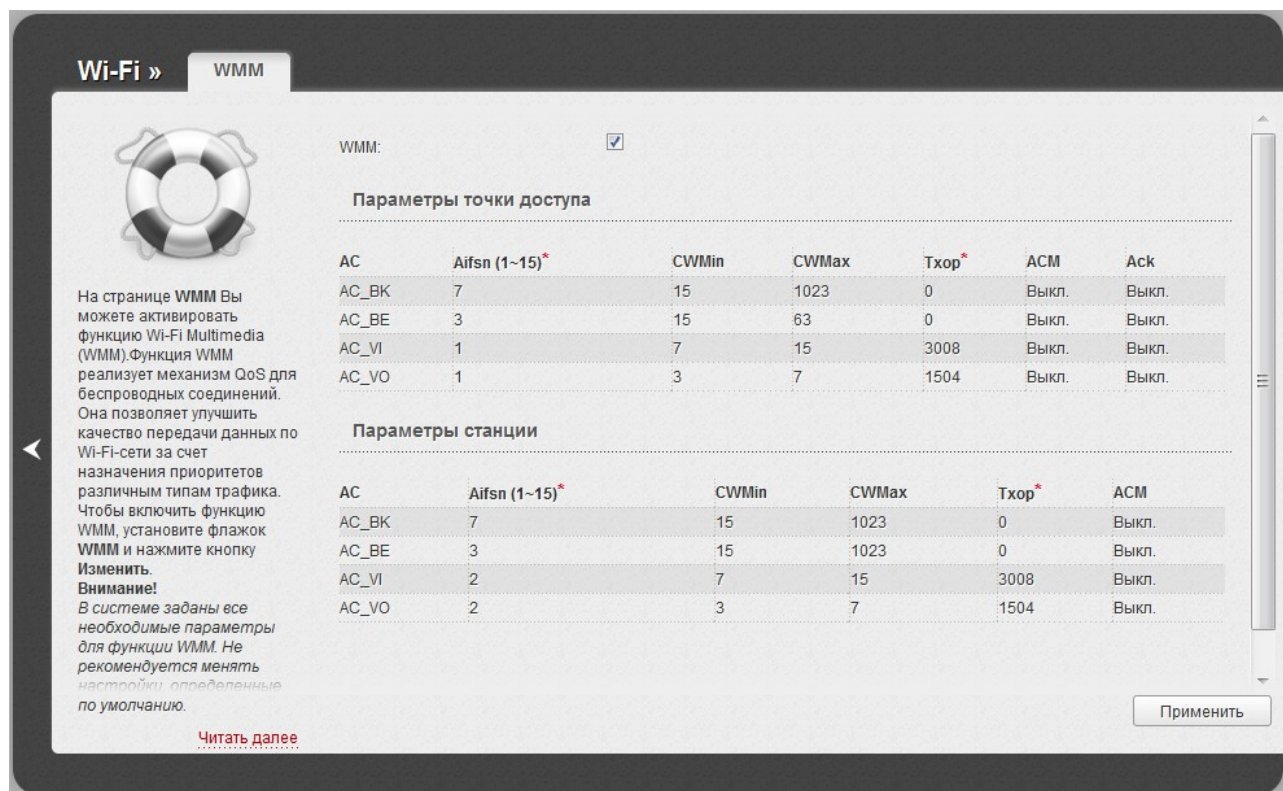 Wi-Fi » WMM
На странице WMM Вы
можете активировать
функцию Wi-Fi Multimedia
(WMM).Функция WMM
реализует механизм QoS для
беспроводных соединений.
Она позволяет улучшить
качество передачи данных по
Wi-Fi-сети за счет
назначения приоритетов
различным типам трафика.
Чтобы включить функцию
WMM, установите флажок
WMM и нажмите кнопку
Изменить.
Внимание!
В системе заданы все
необходимые параметры
для функции WMM. Не
рекомендуется менять
настройки, определенные
по умолчанию.
Читать далее
WMM:
Параметры точки доступа
AC Aifsn (1~15)* CWMin CWMax Txop* ACM Ack
AC_BK 7 15 1023 0 Выкл. Выкл.
AC_BE 3 15 63 0 Выкл. Выкл.
AC_VI 1 7 15 3008 Выкл. Выкл.
AC_VO 1 3 7 1504 Выкл. Выкл.
Параметры станции
AC Aifsn (1~15)* CWMin CWMax Txop* ACM
AC_BK 7 15 1023 0 Выкл.
AC_BE 3 15 1023 0 Выкл.
AC_VI 2 7 15 3008 Выкл.
AC_VO 2 3 7 1504 Выкл.
Применить